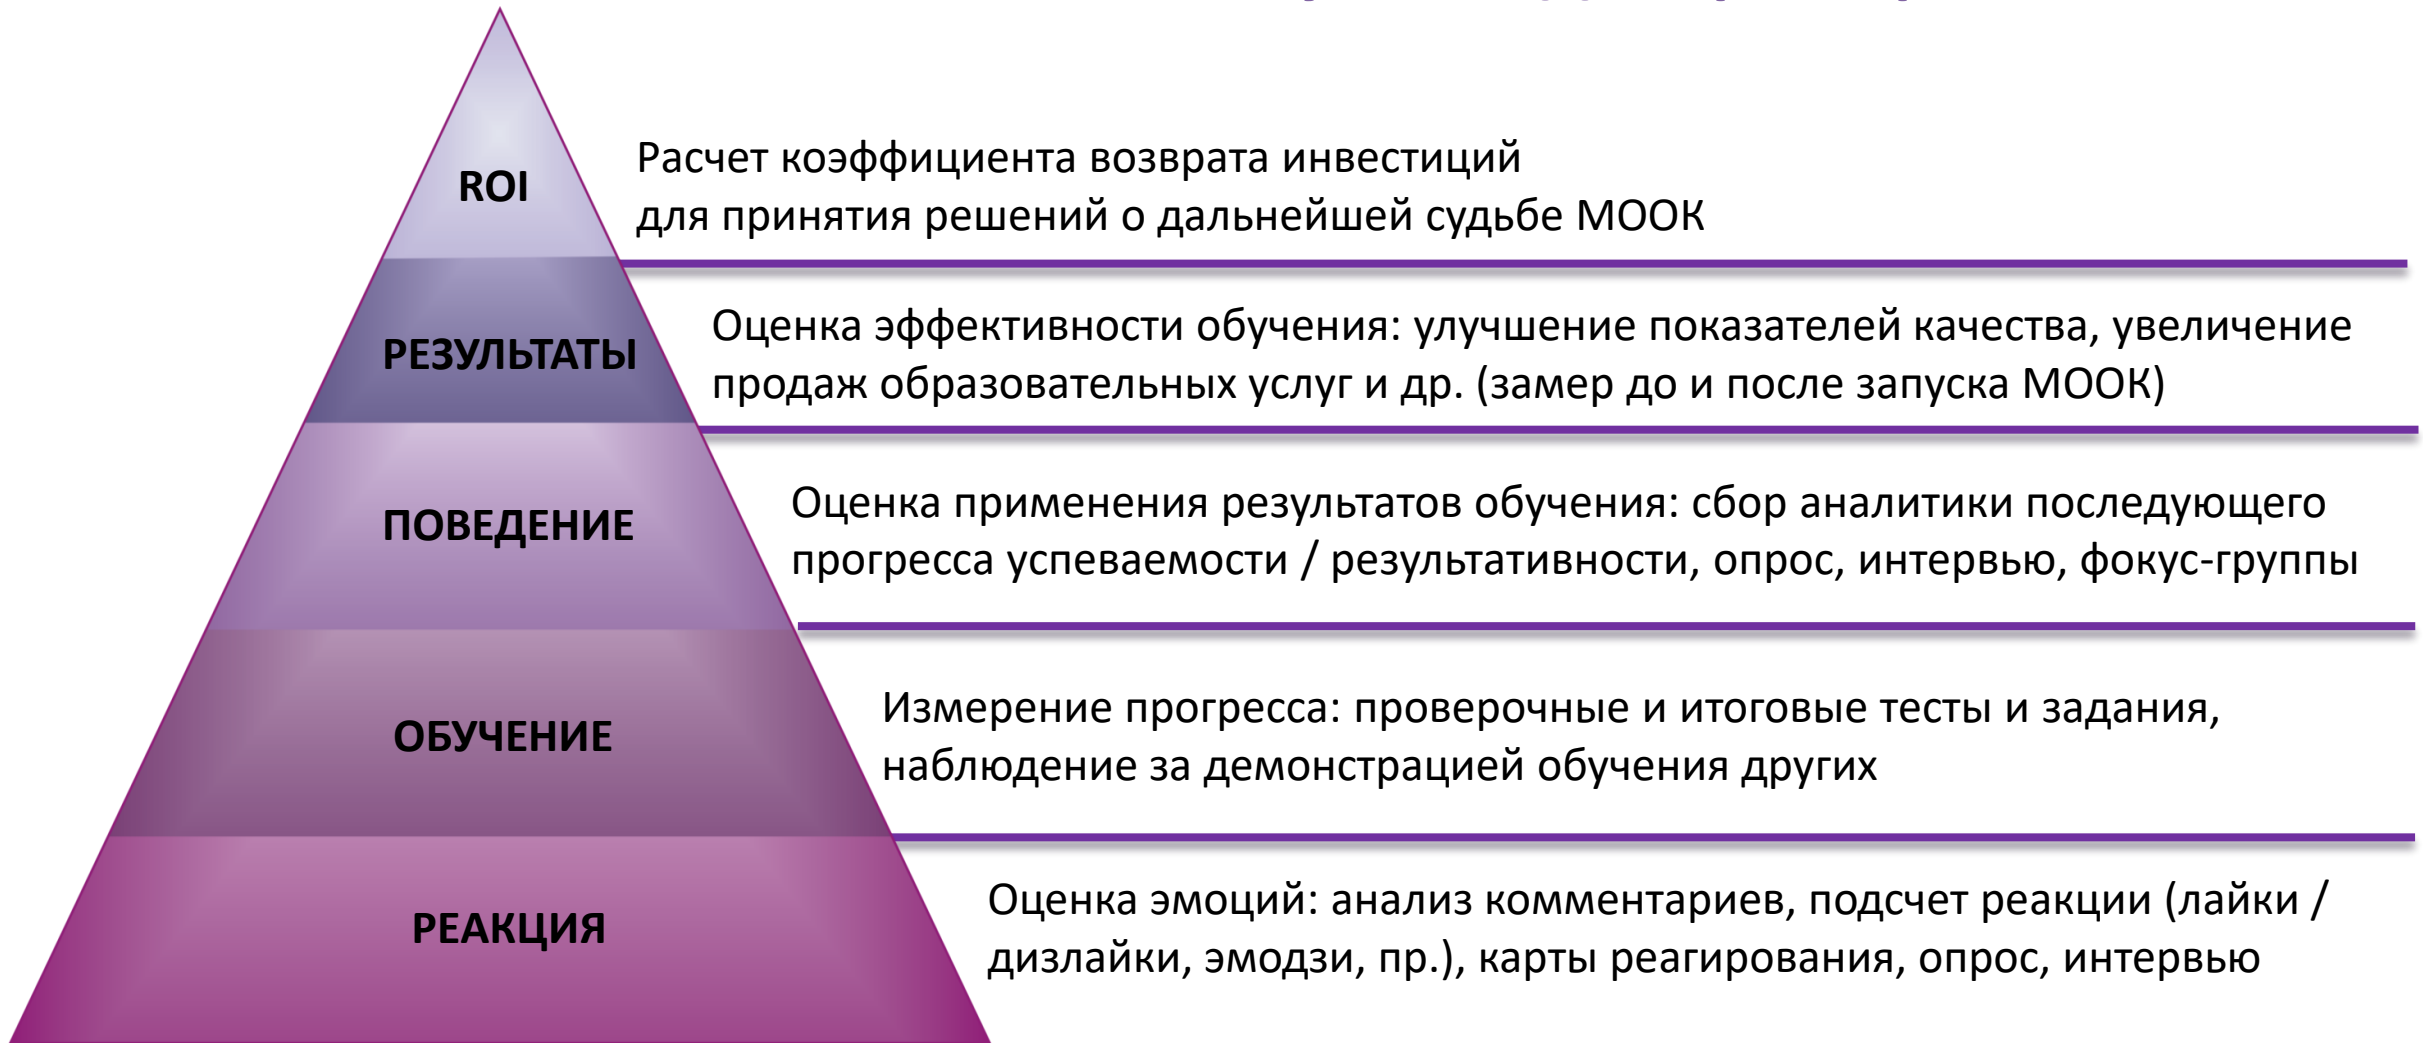 ROI
Расчет коэффициента возврата инвестиций
для принятия решений о дальнейшей судьбе МООК
РЕЗУЛЬТАТЫ
Оценка эффективности обучения: улучшение показателей качества, увеличение
продаж образовательных услуг и др. (замер до и после запуска МООК)
ПОВЕДЕНИЕ
Оценка применения результатов обучения: сбор аналитики последующего
прогресса успеваемости / результативности, опрос, интервью, фокус-группы
ОБУЧЕНИЕ
Измерение прогресса: проверочные и итоговые тесты и задания,
наблюдение за демонстрацией обучения других
РЕАКЦИЯ
Оценка эмоций: анализ комментариев, подсчет реакции (лайки /
дизлайки, эмодзи, пр.), карты реагирования, опрос, интервью